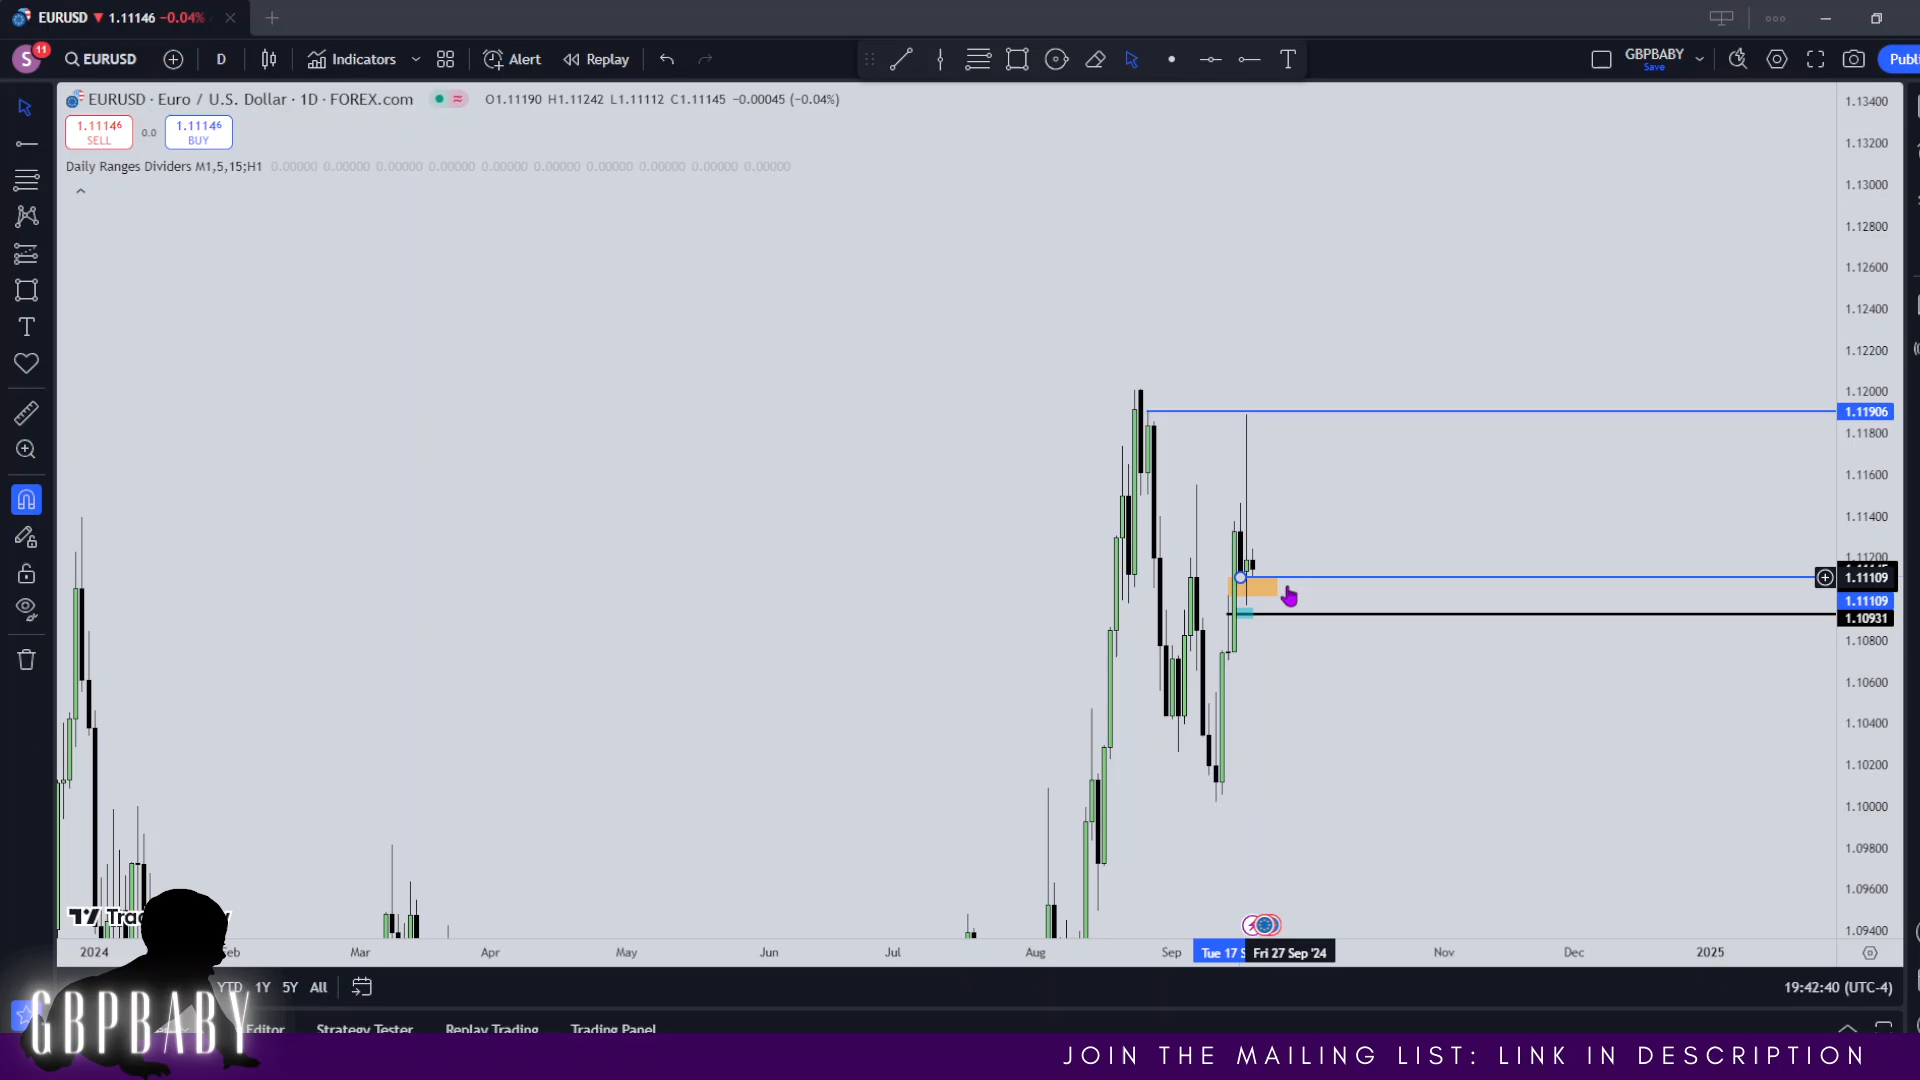 EURUSD ▼ 1.11146 −0.04%
S 11 EURUSD D Indicators Alert Replay T GBPBABY Save Publi
EURUSD · Euro / U.S. Dollar · 1D · FOREX.com O1.11190 H1.11242 L1.11112 C1.11145 −0.00045 (−0.04%)
1.11146 SELL 0.0 1.11146 BUY
Daily Ranges Dividers M1,5,15;H1 0.00000 0.00000 0.00000 0.00000 0.00000 0.00000 0.00000 0.00000 0.00000 0.00000
1.13400
1.13200
1.13000
1.12800
1.12600
1.12400
1.12200
1.12000
1.11906
1.11800
1.11600
1.11400
1.11200
1.11109
1.11109
1.10931
1.10800
1.10600
1.10400
1.10200
1.10000
1.09800
1.09600
1.09400
2024 Mar Apr May Jun Jul Aug Sep Tue 17 S Fri 27 Sep '24 Nov Dec 2025
YTD 1Y 5Y All 19:42:40 (UTC-4)
Editor Strategy Tester Replay Trading Trading Panel
GBPBABY
JOIN THE MAILING LIST: LINK IN DESCRIPTION